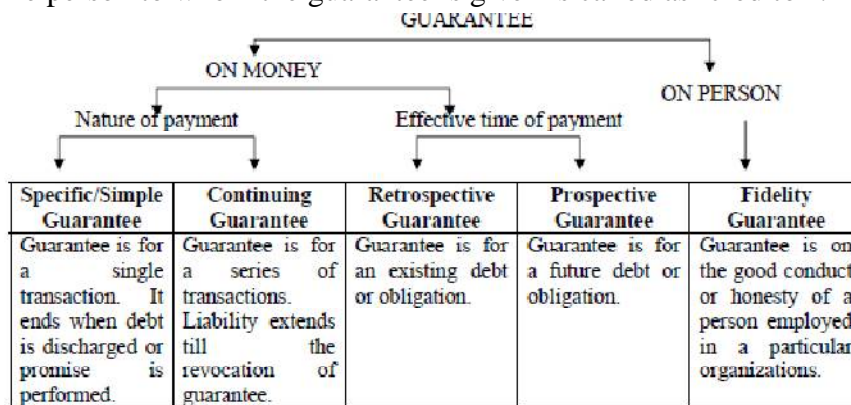 GUARANTEE
ON MONEY
ON PERSON
Nature of payment
Effective time of payment
Specific/Simple Guarantee
Continuing Guarantee
Retrospective Guarantee
Prospective Guarantee
Fidelity Guarantee
Guarantee is for
a single
transaction. It
ends when debt
is discharged or
promise is
performed.
Guarantee is for
a series of
transactions.
Liability extends
till the
revocation of
guarantee.
Guarantee is for
an existing debt
or obligation.
Guarantee is for
a future debt or
obligation.
Guarantee is on
the good conduct
or honesty of a
person employed
in a particular
organizations.